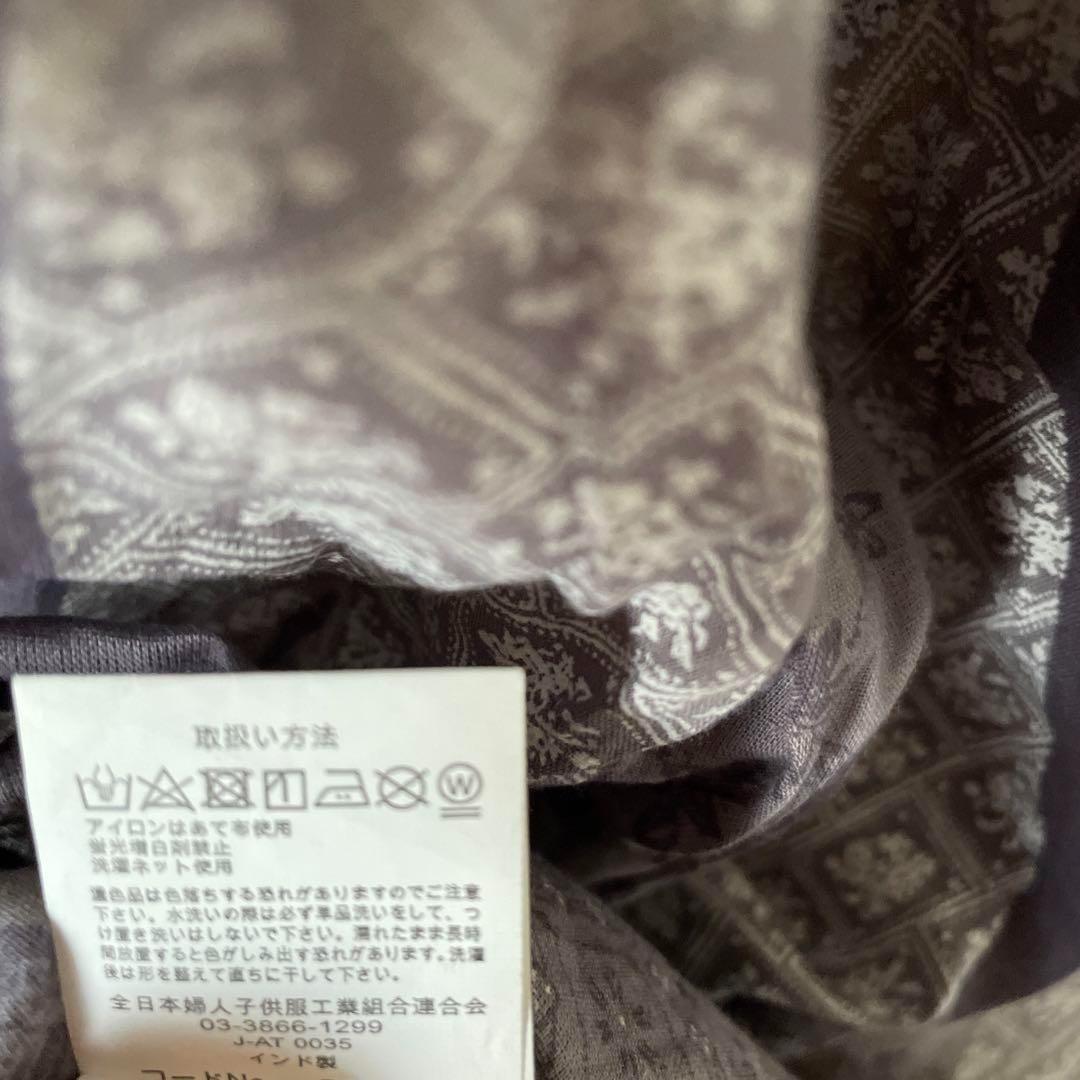 取扱い方法
W
アイロンはあて布使用
蛍光増白剤禁止
洗濯ネット使用
濃色品は色落ちする恐れがありますのでご注意
下さい。水洗いの際は必ず単品洗いをして、つ
け置き洗いはしないで下さい。濡れたまま長時
間放置すると色がしみ出す恐れがあります。洗濯
後は形を整えて直ちに干して下さい。
全日本婦人子供服工業組合連合会
03-3866-1299
J-AT 0035
インド製
コードNo